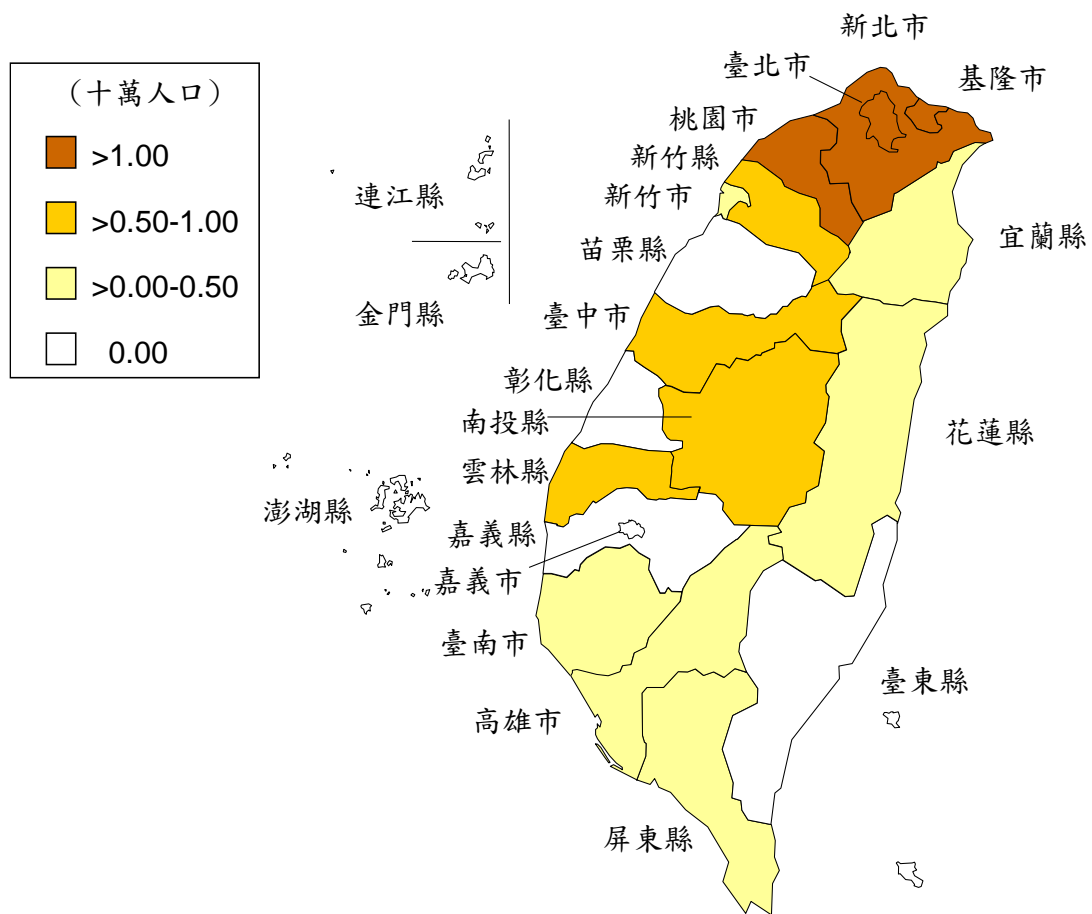 （十萬人口）
>1.00
>0.50-1.00
>0.00-0.50
0.00
新北市
臺北市
基隆市
桃園市
新竹縣
新竹市
連江縣
宜蘭縣
苗栗縣
金門縣
臺中市
彰化縣
南投縣
花蓮縣
雲林縣
澎湖縣
嘉義縣
嘉義市
臺南市
臺東縣
高雄市
屏東縣